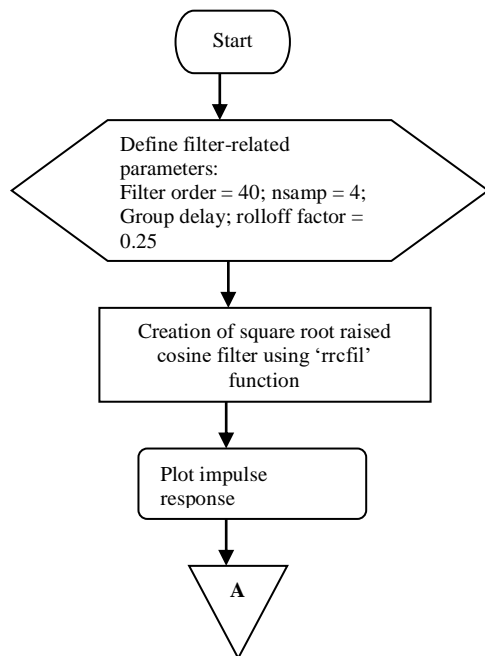 Start
Define filter-related
parameters:
Filter order = 40; nsamp = 4;
Group delay; rolloff factor =
0.25
Creation of square root raised
cosine filter using ‘rrcfil’
function
Plot impulse
response
A